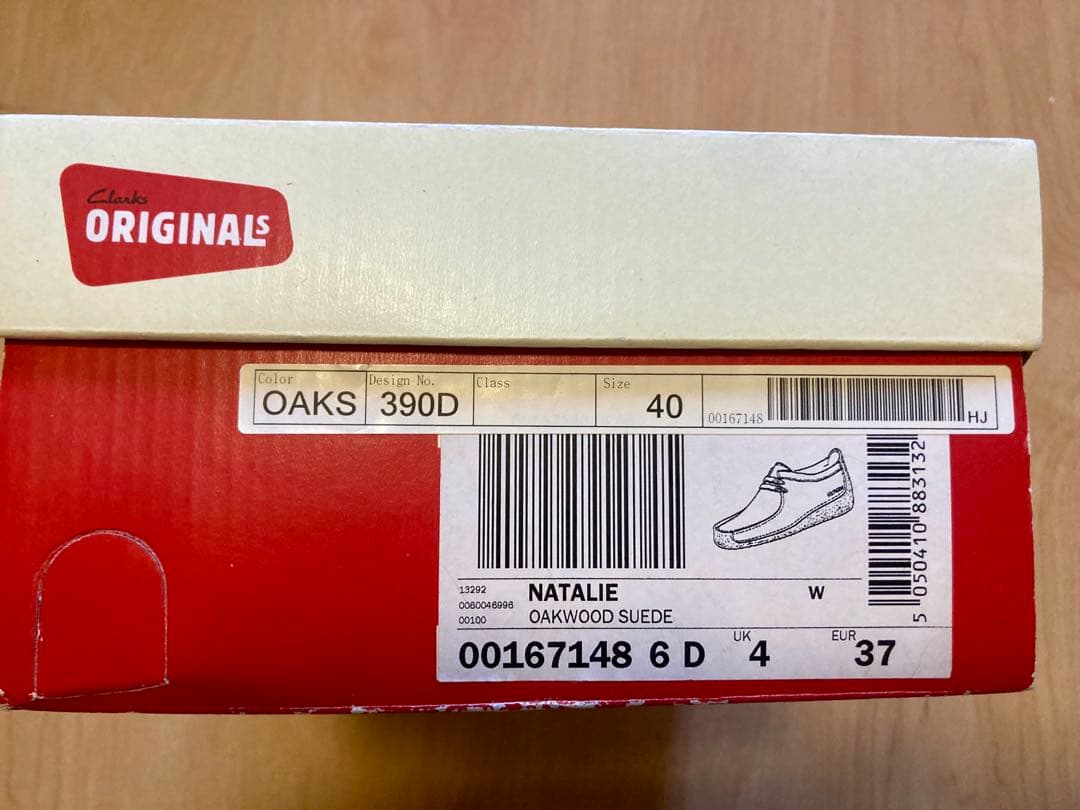 Clarks
ORIGINALS
Color Design No. Class Size
OAKS 390D 40 00167148 HJ
5 050410 883132
13292 NATALIE W
0060046996
00100 OAKWOOD SUEDE
00167148 6 D UK 4 EUR 37